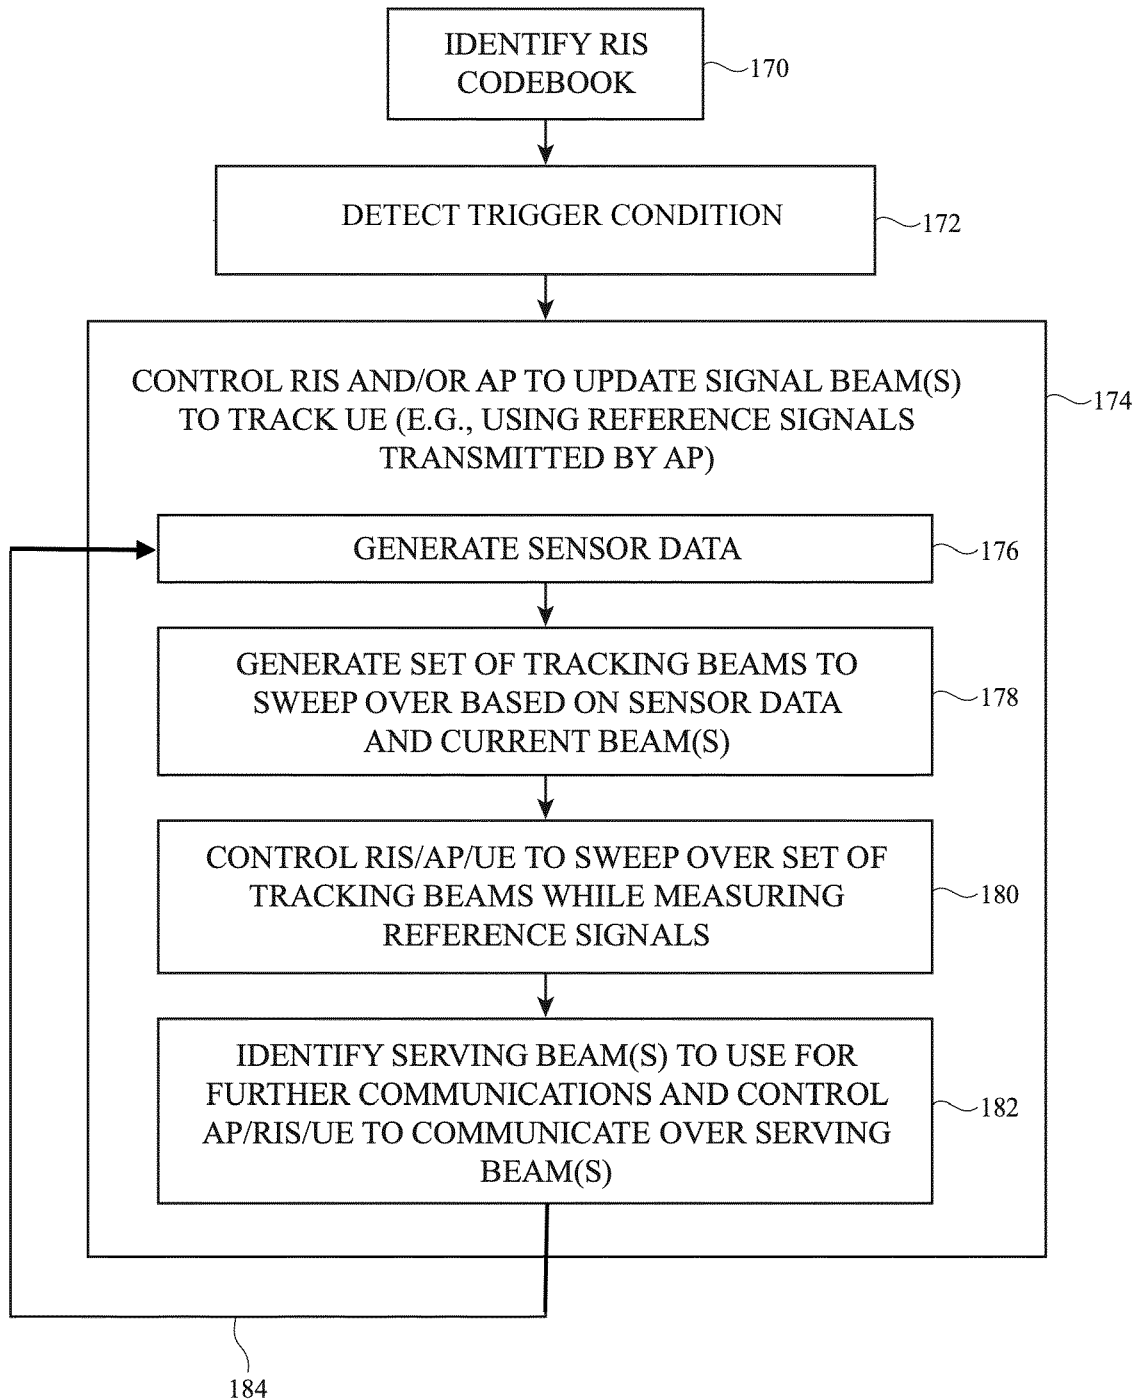 IDENTIFY RIS
CODEBOOK
170
DETECT TRIGGER CONDITION
172
CONTROL RIS AND/OR AP TO UPDATE SIGNAL BEAM(S)
TO TRACK UE (E.G., USING REFERENCE SIGNALS
TRANSMITTED BY AP)
174
GENERATE SENSOR DATA
176
GENERATE SET OF TRACKING BEAMS TO
SWEEP OVER BASED ON SENSOR DATA
AND CURRENT BEAM(S)
178
CONTROL RIS/AP/UE TO SWEEP OVER SET OF
TRACKING BEAMS WHILE MEASURING
REFERENCE SIGNALS
180
IDENTIFY SERVING BEAM(S) TO USE FOR
FURTHER COMMUNICATIONS AND CONTROL
AP/RIS/UE TO COMMUNICATE OVER SERVING
BEAM(S)
182
184